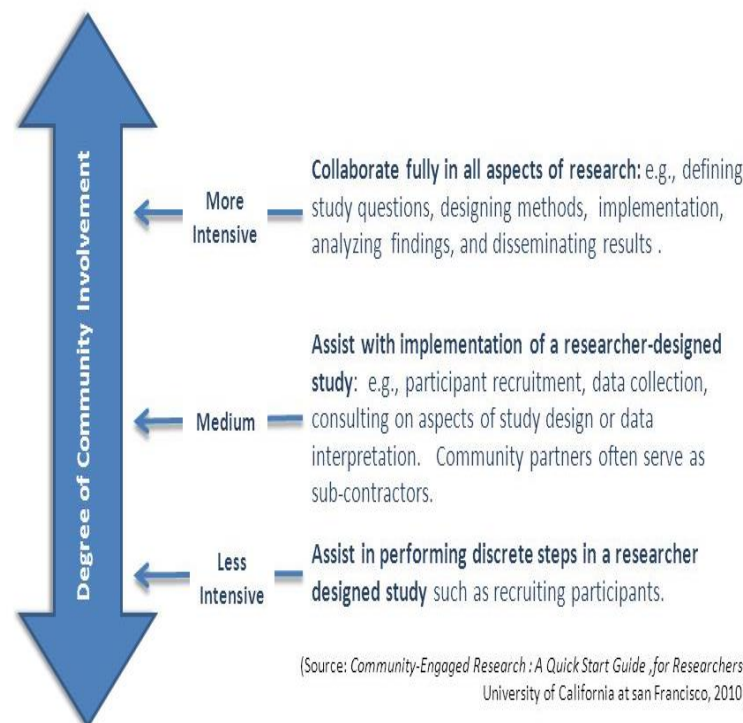 Degree of Community Involvement
More
Intensive
Collaborate fully in all aspects of research: e.g., defining
study questions, designing methods, implementation,
analyzing findings, and disseminating results .
Medium
Assist with implementation of a researcher-designed
study: e.g., participant recruitment, data collection,
consulting on aspects of study design or data
interpretation. Community partners often serve as
sub-contractors.
Less
Intensive
Assist in performing discrete steps in a researcher
designed study such as recruiting participants.
(Source: Community-Engaged Research : A Quick Start Guide ,for Researchers
University of California at san Francisco, 2010